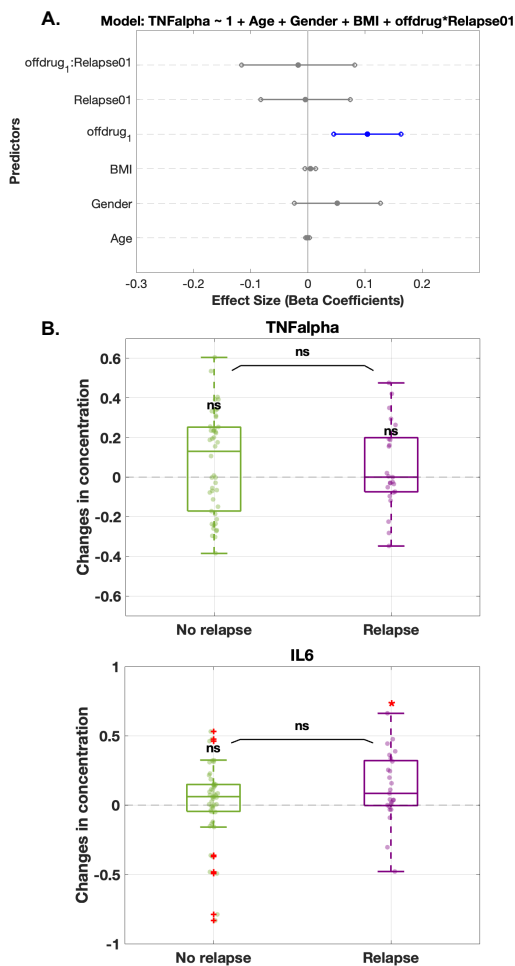 A.
Model: TNFalpha ~ 1 + Age + Gender + BMI + offdrug*Relapse01
offdrug1:Relapse01
Relapse01
offdrug1
BMI
Gender
Age
Predictors
-0.3 -0.2 -0.1 0 0.1 0.2
Effect Size (Beta Coefficients)
B.
TNFalpha
0.6
0.4
0.2
0
-0.2
-0.4
-0.6
Changes in concentration
ns
ns
ns
No relapse Relapse
IL6
1
0.5
0
-0.5
-1
Changes in concentration
ns
ns
*
No relapse Relapse